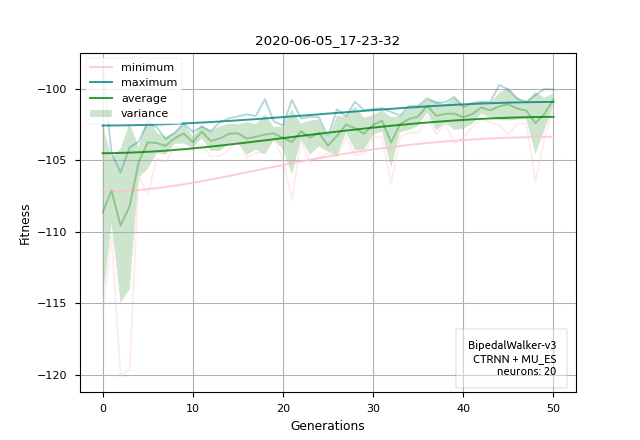 2020-06-05_17-23-32
minimum
maximum
average
variance
Fitness
−100
−105
−110
−115
−120
BipedalWalker-v3
CTRNN + MU_ES
neurons: 20
0 10 20 30 40 50
Generations